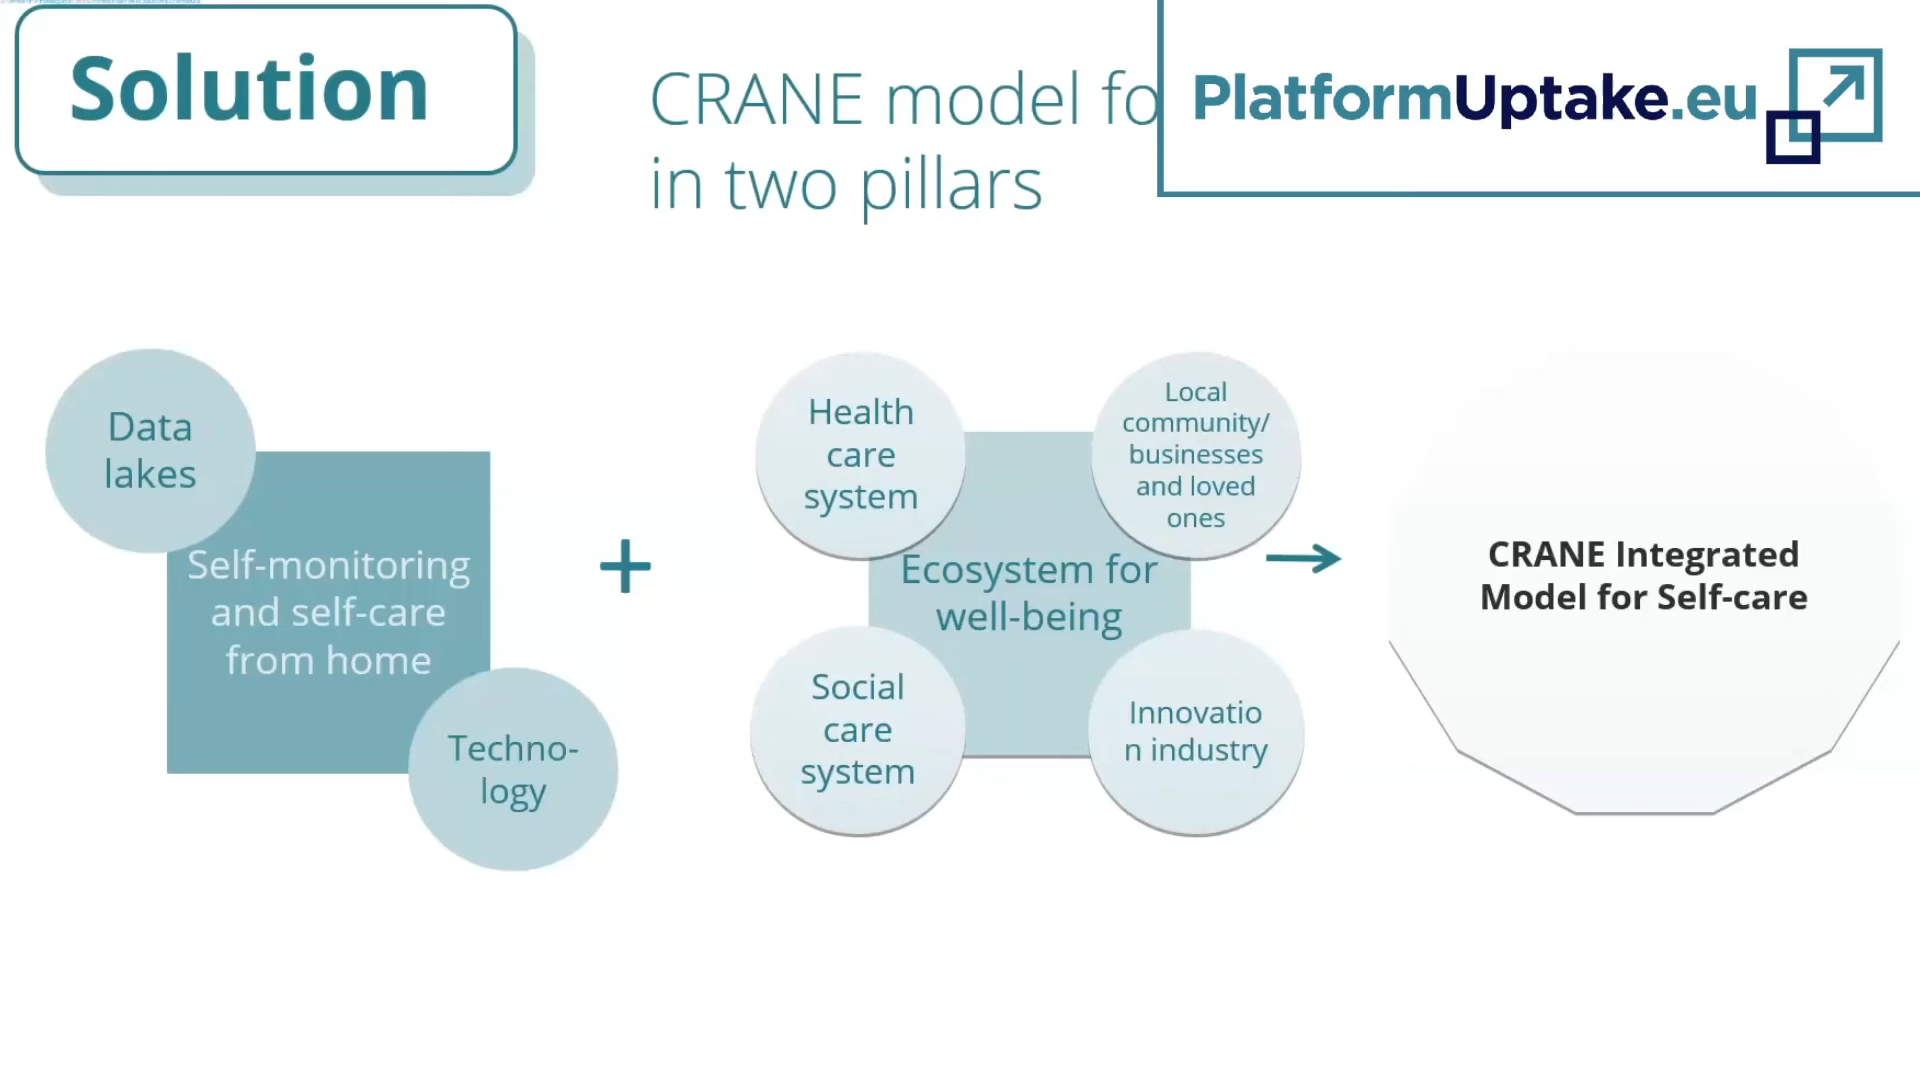 Solution
CRANE model fo
in two pillars
PlatformUptake.eu
Data
lakes
Self-monitoring
and self-care
from home
Techno-
logy
+
Health
care
system
Local
community/
businesses
and loved
ones
Ecosystem for
well-being
Social
care
system
Innovatio
n industry
CRANE Integrated
Model for Self-care